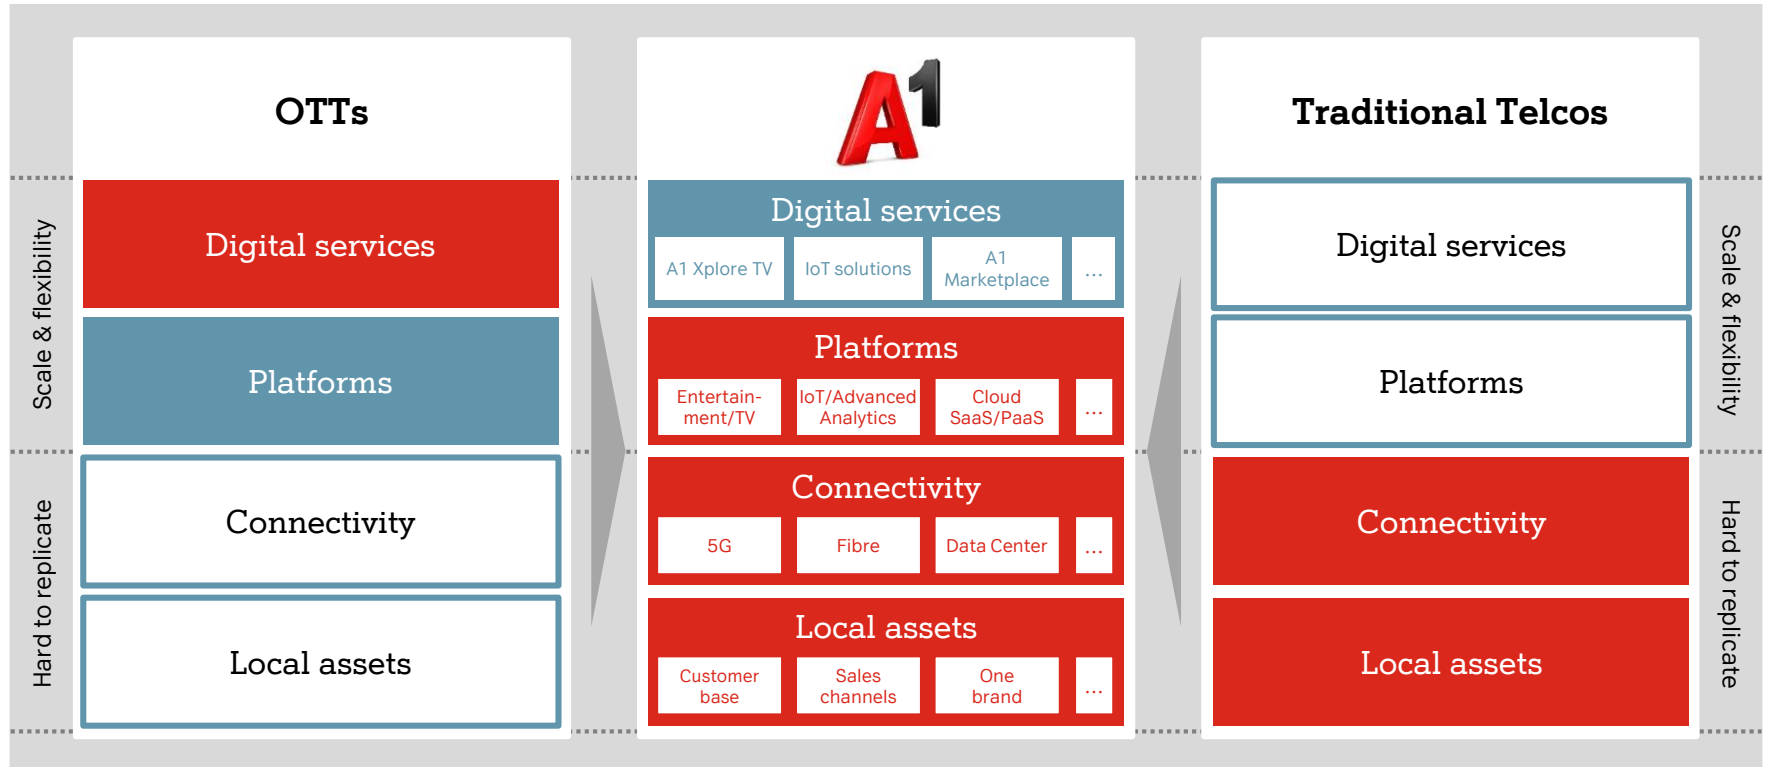 OTTs
A1
Traditional Telcos
Scale & flexibility
Hard to replicate
Digital services
Platforms
Connectivity
Local assets
Digital services
A1 Xplore TV
IoT solutions
A1
Marketplace
...
Platforms
Entertain-
ment/TV
IoT/Advanced
Analytics
Cloud
SaaS/PaaS
...
Connectivity
5G
Fibre
Data Center
...
Local assets
Customer
base
Sales
channels
One
brand
...
Digital services
Platforms
Connectivity
Local assets
Scale & flexibility
Hard to replicate